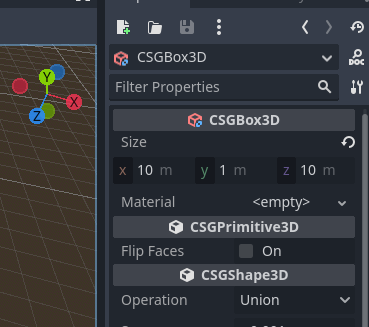 CSGBox3D
DOC
Filter Properties
Y
X
Z
CSGBox3D
Size
x 10 m y 1 m z 10 m
Material <empty>
CSGPrimitive3D
Flip Faces On
CSGShape3D
Operation Union